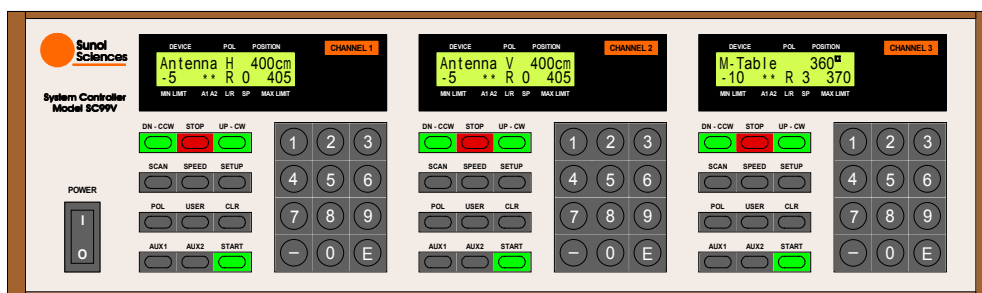 Sunol
Sciences
System Controller
Model SC99V
POWER
I
O
DEVICE POL POSITION CHANNEL 1
Antenna H 400cm
-5 ** R 0 405
MIN LIMIT A1 A2 L/R SP MAX LIMIT
DN - CCW STOP UP - CW
SCAN SPEED SETUP
POL USER CLR
AUX1 AUX2 START
1 2 3
4 5 6
7 8 9
– 0 E
DEVICE POL POSITION CHANNEL 2
Antenna V 400cm
-5 ** R 0 405
MIN LIMIT A1 A2 L/R SP MAX LIMIT
DN - CCW STOP UP - CW
SCAN SPEED SETUP
POL USER CLR
AUX1 AUX2 START
1 2 3
4 5 6
7 8 9
– 0 E
DEVICE POL POSITION CHANNEL 3
M-Table 360
-10 ** R 3 370
MIN LIMIT A1 A2 L/R SP MAX LIMIT
DN - CCW STOP UP - CW
SCAN SPEED SETUP
POL USER CLR
AUX1 AUX2 START
1 2 3
4 5 6
7 8 9
– 0 E